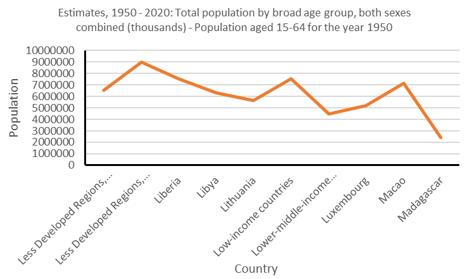 Estimates, 1950 - 2020: Total population by broad age group, both sexes
combined (thousands) - Population aged 15-64 for the year 1950
10000000
9000000
8000000
7000000
6000000
5000000
4000000
3000000
2000000
1000000
0
Population
Less Developed Regions,...
Less Developed Regions,...
Liberia
Libya
Lithuania
Low-income countries
Lower-middle-income...
Luxembourg
Macao
Madagascar
Country